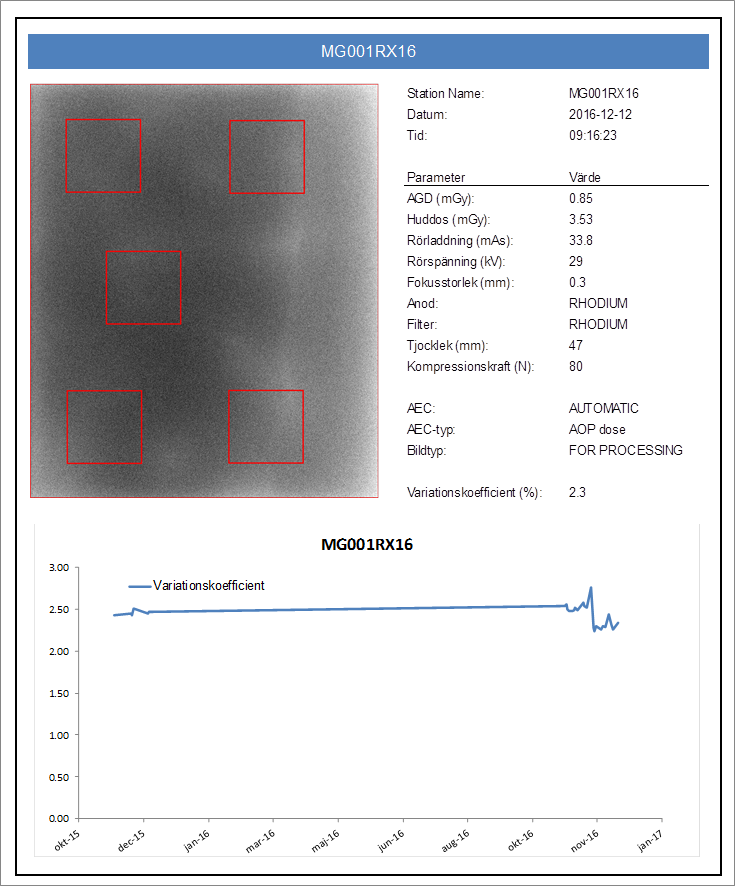 MG001RX16
Station Name: MG001RX16
Datum: 2016-12-12
Tid: 09:16:23
Parameter Värde
AGD (mGy): 0.85
Huddos (mGy): 3.53
Rörladdning (mAs): 33.8
Rörspänning (kV): 29
Fokusstorlek (mm): 0.3
Anod: RHODIUM
Filter: RHODIUM
Tjocklek (mm): 47
Kompressionskraft (N): 80
AEC: AUTOMATIC
AEC-typ: AOP dose
Bildtyp: FOR PROCESSING
Variationskoefficient (%): 2.3
MG001RX16
Variationskoefficient
3.00
2.50
2.00
1.50
1.00
0.50
0.00
okt-15 dec-15 jan-16 mar-16 maj-16 jun-16 aug-16 okt-16 nov-16 jan-17